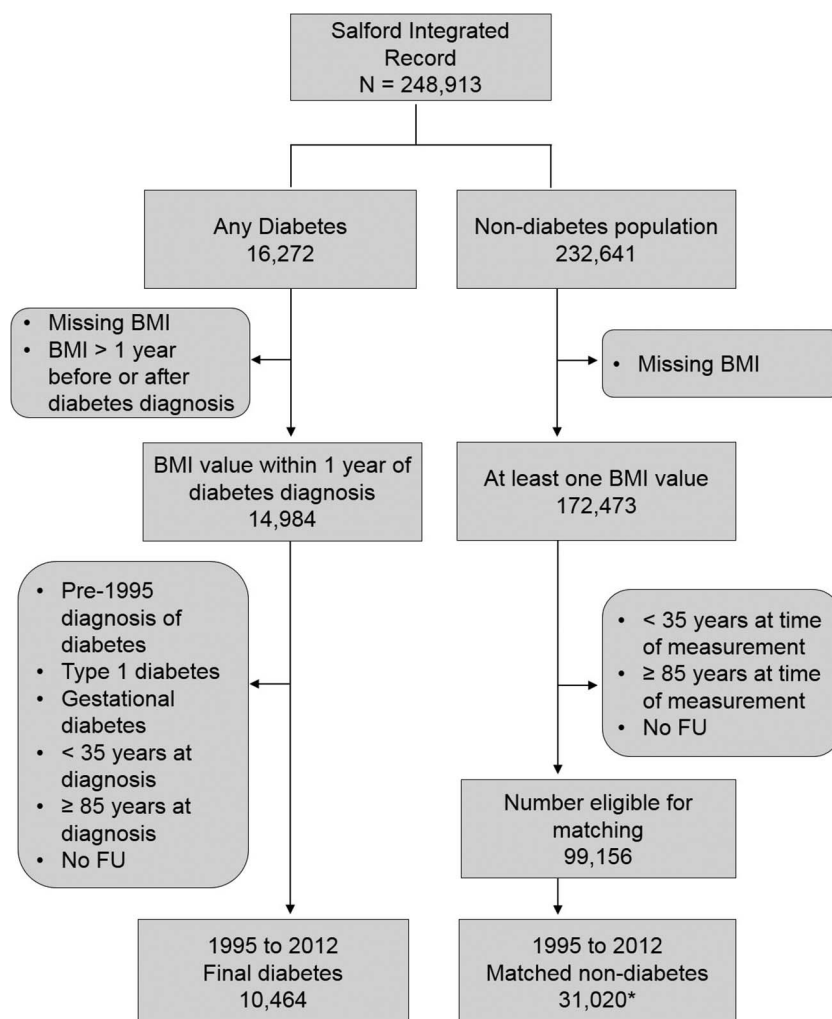 Salford Integrated
Record
N = 248,913
Any Diabetes
16,272
Non-diabetes population
232,641
• Missing BMI
• BMI > 1 year
before or after
diabetes diagnosis
• Missing BMI
BMI value within 1 year of
diabetes diagnosis
14,984
At least one BMI value
172,473
• Pre-1995
diagnosis of
diabetes
• Type 1 diabetes
• Gestational
diabetes
• < 35 years at
diagnosis
• ≥ 85 years at
diagnosis
• No FU
• < 35 years at time
of measurement
• ≥ 85 years at time
of measurement
• No FU
Number eligible for
matching
99,156
1995 to 2012
Final diabetes
10,464
1995 to 2012
Matched non-diabetes
31,020*